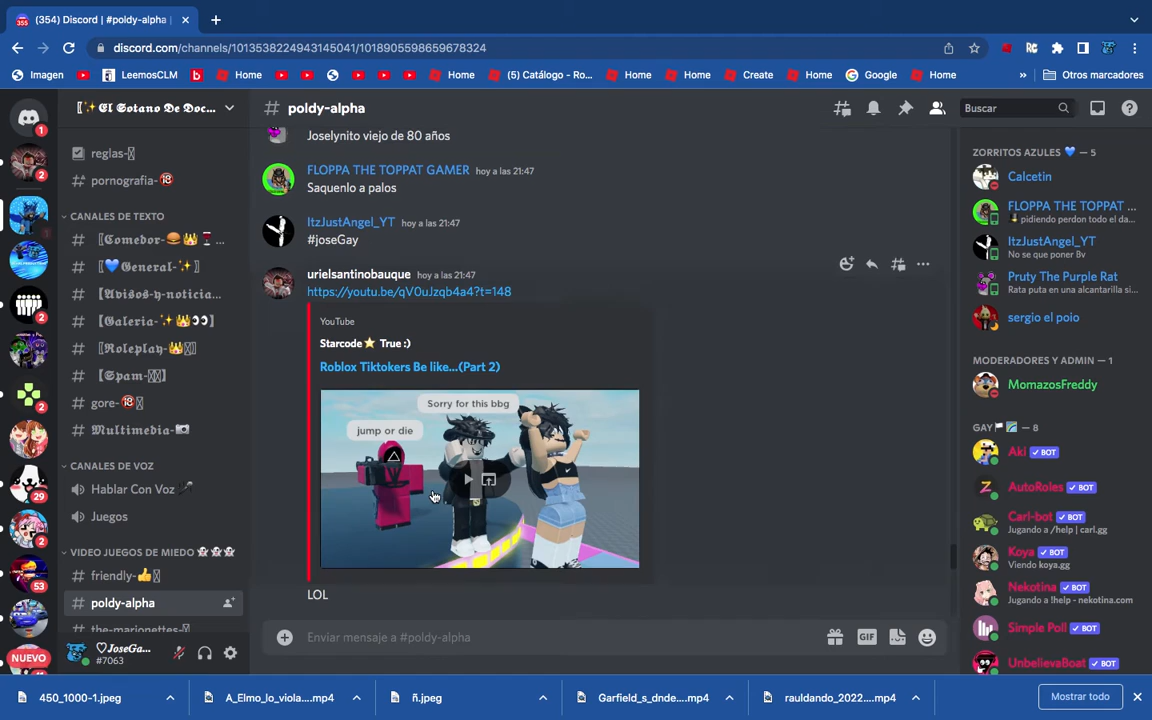 (354) Discord | #poldy-alpha |
discord.com/channels/1013538224943145041/1018905598659678324
Imagen
LeemosCLM
Home
(5) Catálogo - Ro...
Home
Home
Create
Home
Google
Home
»
Otros marcadores
〖✨𝕰𝖑 𝕾𝖔𝖙𝖆𝖓𝖔 𝕯𝖊 𝕯𝖔𝖈...
# poldy-alpha
Buscar
reglas-
# pornografia-🔞
CANALES DE TEXTO
# 〖𝕮𝖔𝖒𝖊𝖉𝖔𝖗-🍔👑🍷...
# 〖💙𝕲𝖊𝖓𝖊𝖗𝖆𝖑-✨〗
# 〖𝕬𝖛𝖎𝖘𝖔𝖘-𝖞-𝖓𝖔𝖙𝖎𝖈𝖎𝖆...
# 〖𝕲𝖆𝖑𝖊𝖗𝖎𝖆-✨👑👀〗
# 〖𝕽𝖔𝖑𝖊𝖕𝖑𝖆𝖞-👑〗
# 〖𝕾𝖕𝖆𝖒-〗
# gore-🔞
# 𝕸𝖚𝖑𝖙𝖎𝖒𝖊𝖉𝖎𝖆-📷
CANALES DE VOZ
Hablar Con Voz🎤
Juegos
VIDEO JUEGOS DE MIEDO 👻👻👻
# friendly-👍
# poldy-alpha
# the-marionettes-
1
2
1
2
2
29
2
53
NUEVO
♡𝑱𝒐𝒔𝒆𝑮𝒂...
#7063
Joselynito viejo de 80 años
FLOPPA THE TOPPAT GAMER hoy a las 21:47
Saquenlo a palos
ItzJustAngel_YT hoy a las 21:47
#joseGay
urielsantinobauque hoy a las 21:47
https://youtu.be/qV0uJzqb4a4?t=148
YouTube
Starcode⭐ True :)
Roblox Tiktokers Be like...(Part 2)
Sorry for this bbg
jump or die
LOL
Enviar mensaje a #poldy-alpha
GIF
ZORRITOS AZULES 💙 — 5
Calcetin
FLOPPA THE TOPPAT ...
pidiendo perdon todo el da...
ItzJustAngel_YT
No se que poner 8v
Pruty The Purple Rat
Rata puta en una alcantarilla si...
sergio el poio
MODERADORES Y ADMIN — 1
MomazosFreddy
GAY — 8
Aki ✓ BOT
AutoRoles ✓ BOT
Carl-bot ✓ BOT
Jugando a /help | carl.gg
Koya ✓ BOT
Viendo koya.gg
Nekotina ✓ BOT
Jugando a !help - nekotina.com
Simple Poll ✓ BOT
UnbelievaBoat ✓ BOT
450_1000-1.jpeg
A_Elmo_lo_viola....mp4
ñ.jpeg
Garfield_s_dnde....mp4
rauldando_2022....mp4
Mostrar todo